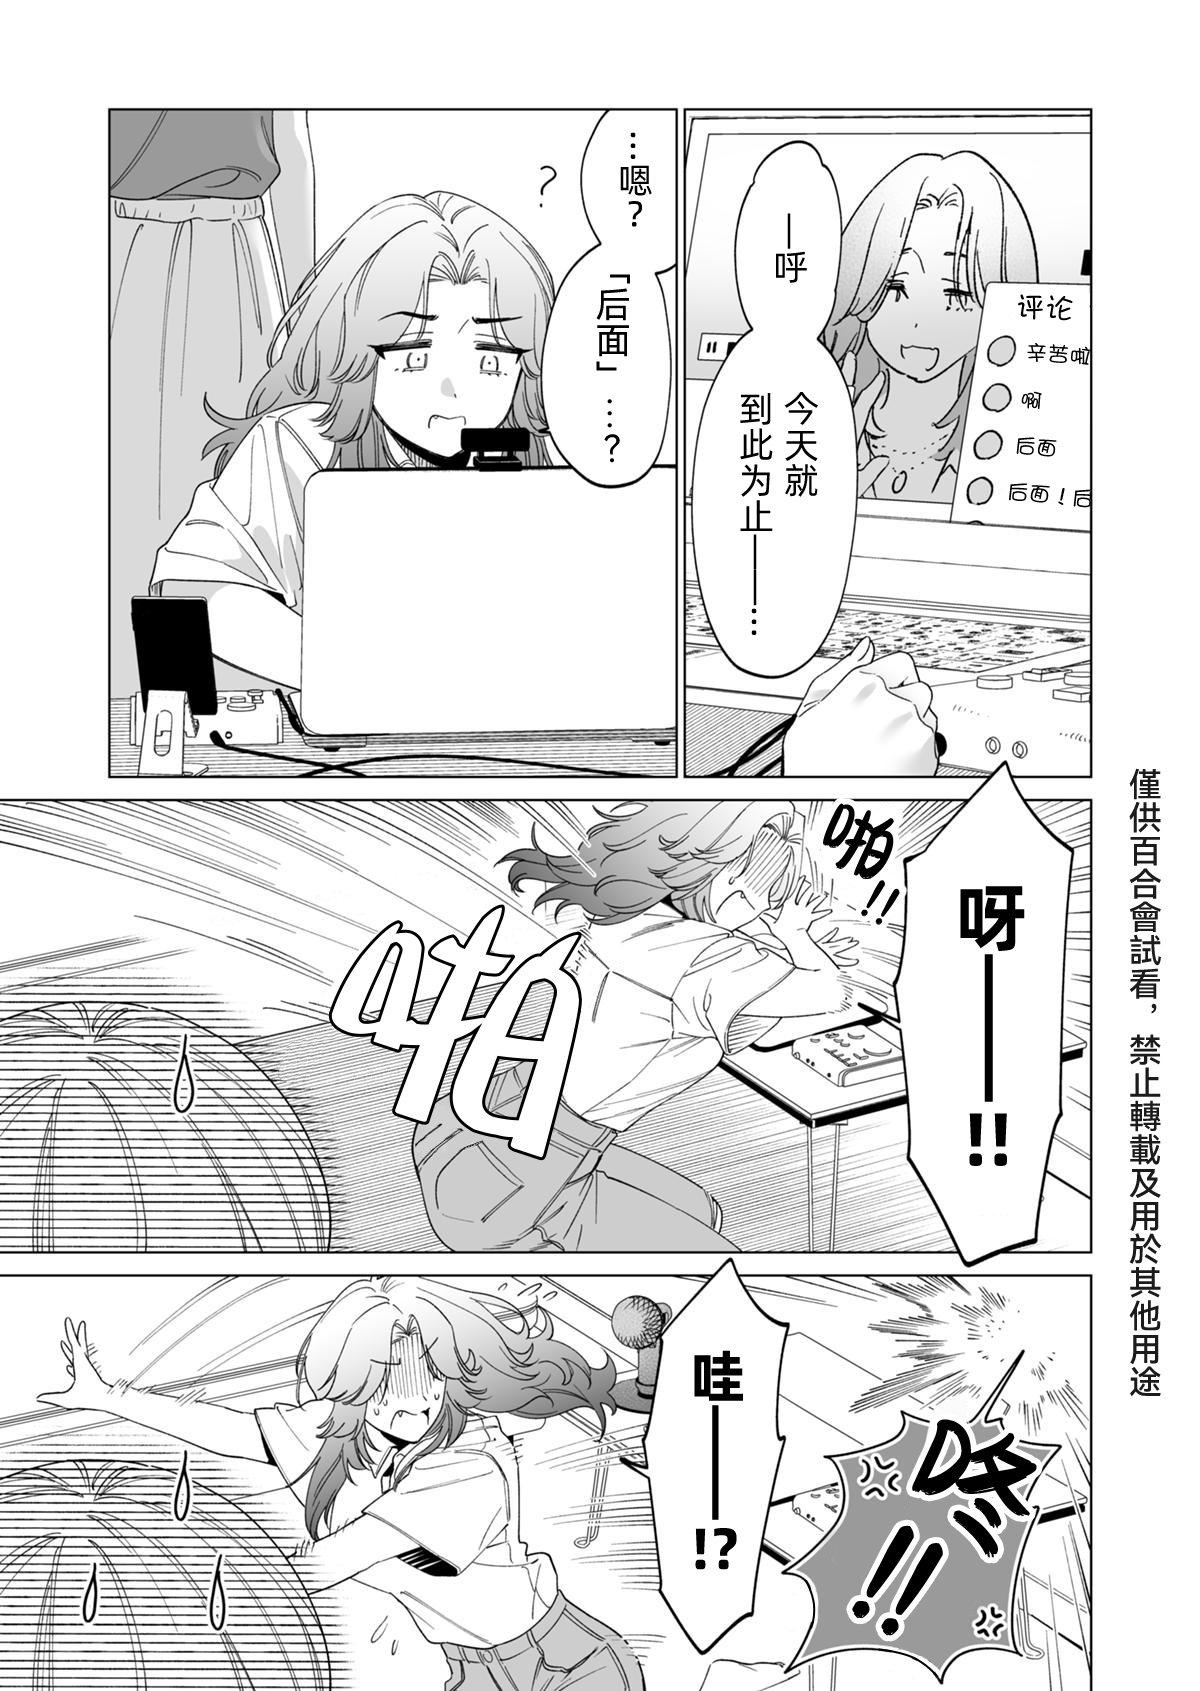 —呼
今天就
到此为止——…
评论
辛苦啦
啊
后面
后面！后
…嗯？
「后面」…？
？
呀——!!
啪!!
啪
哇——!?
咚!!
僅供百合會試看，禁止轉載及用於其他用途